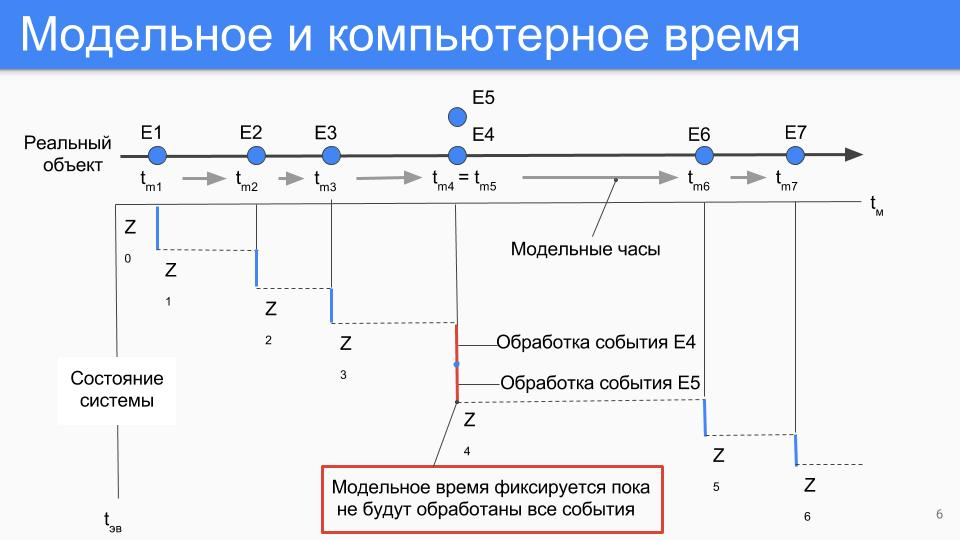 Модельное и компьютерное время
E5
Реальный
объект
E1
E2
E3
E4
E6
E7
tm1
tm2
tm3
tm4 = tm5
tm6
tm7
tм
Модельные часы
Z
0
Z
1
Z
2
Z
3
Обработка события E4
Обработка события E5
Состояние
системы
Z
4
Z
5
Z
6
Модельное время фиксируется пока
не будут обработаны все события
tэв
6